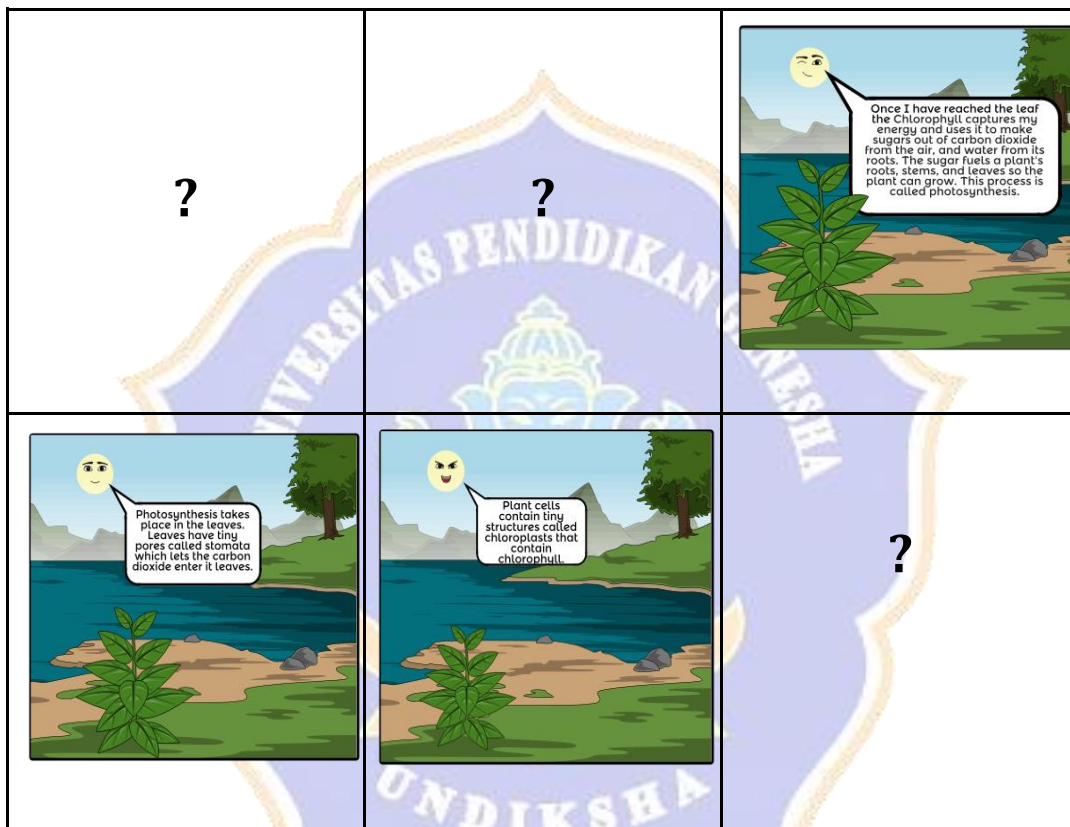 ?
?
Once I have reached the leaf
the Chlorophyll captures my
energy and uses it to make
sugars out of carbon dioxide
from the air, and water from its
roots. The sugar fuels a plant's
roots, stems, and leaves so the
plant can grow. This process is
called photosynthesis.
UNIVERSITAS PENDIDIKAN GANESHA
Photosynthesis takes
place in the leaves.
Leaves have tiny
pores called stomata
which lets the carbon
dioxide enter it leaves.
Plant cells
contain tiny
structures called
chloroplasts that
contain
chlorophyll.
?
UNDIKSHA